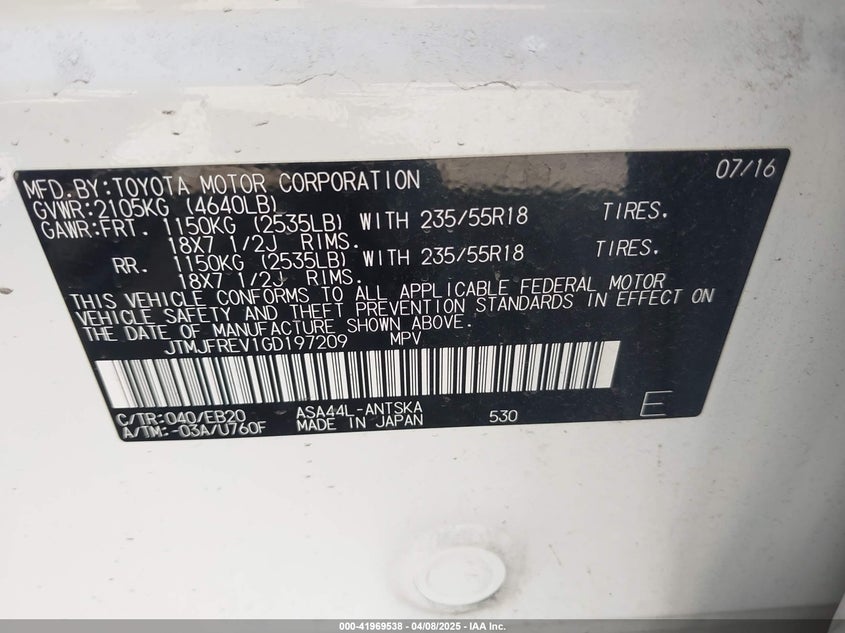 MFD.BY:TOYOTA MOTOR CORPORATION 07/16
GVWR:2105KG (4640LB)
GAWR:FRT. 1150KG (2535LB) WITH 235/55R18 TIRES.
18X7 1/2J RIMS.
RR. 1150KG (2535LB) WITH 235/55R18 TIRES.
18X7 1/2J RIMS.
THIS VEHICLE CONFORMS TO ALL APPLICABLE FEDERAL MOTOR
VEHICLE SAFETY AND THEFT PREVENTION STANDARDS IN EFFECT ON
THE DATE OF MANUFACTURE SHOWN ABOVE.
JTMJFREV1GD197209 MPV
C/TR:040/EB20 ASA44L-ANTSKA 530 E
A/TM:-03A/U760F MADE IN JAPAN
000-41969538 - 04/08/2025 - IAA Inc.